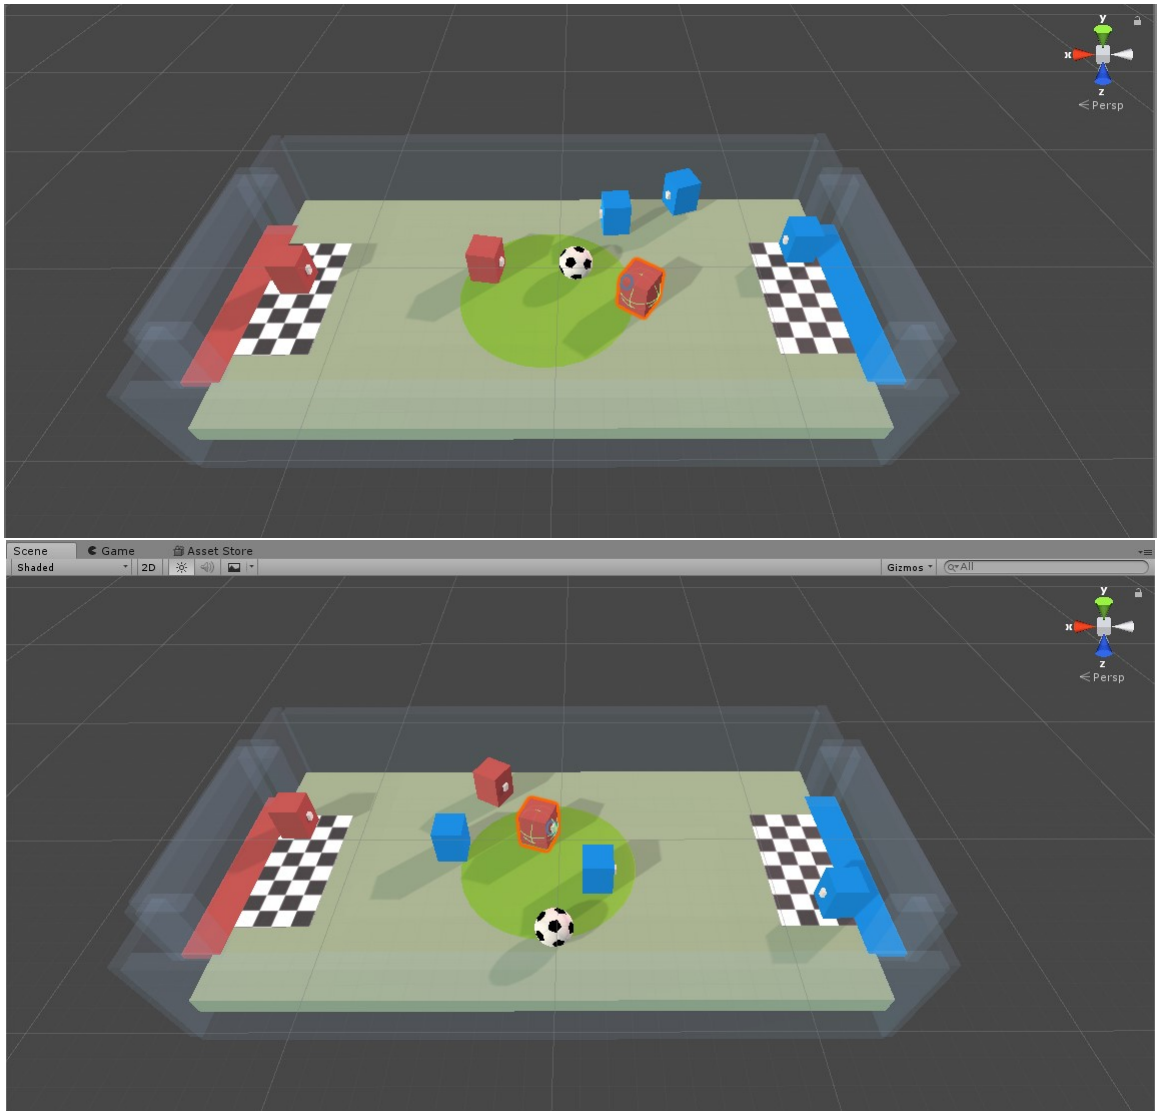 y
x
z
Persp
Scene
Game
Asset Store
Shaded
2D
Gizmos
All
y
x
z
Persp